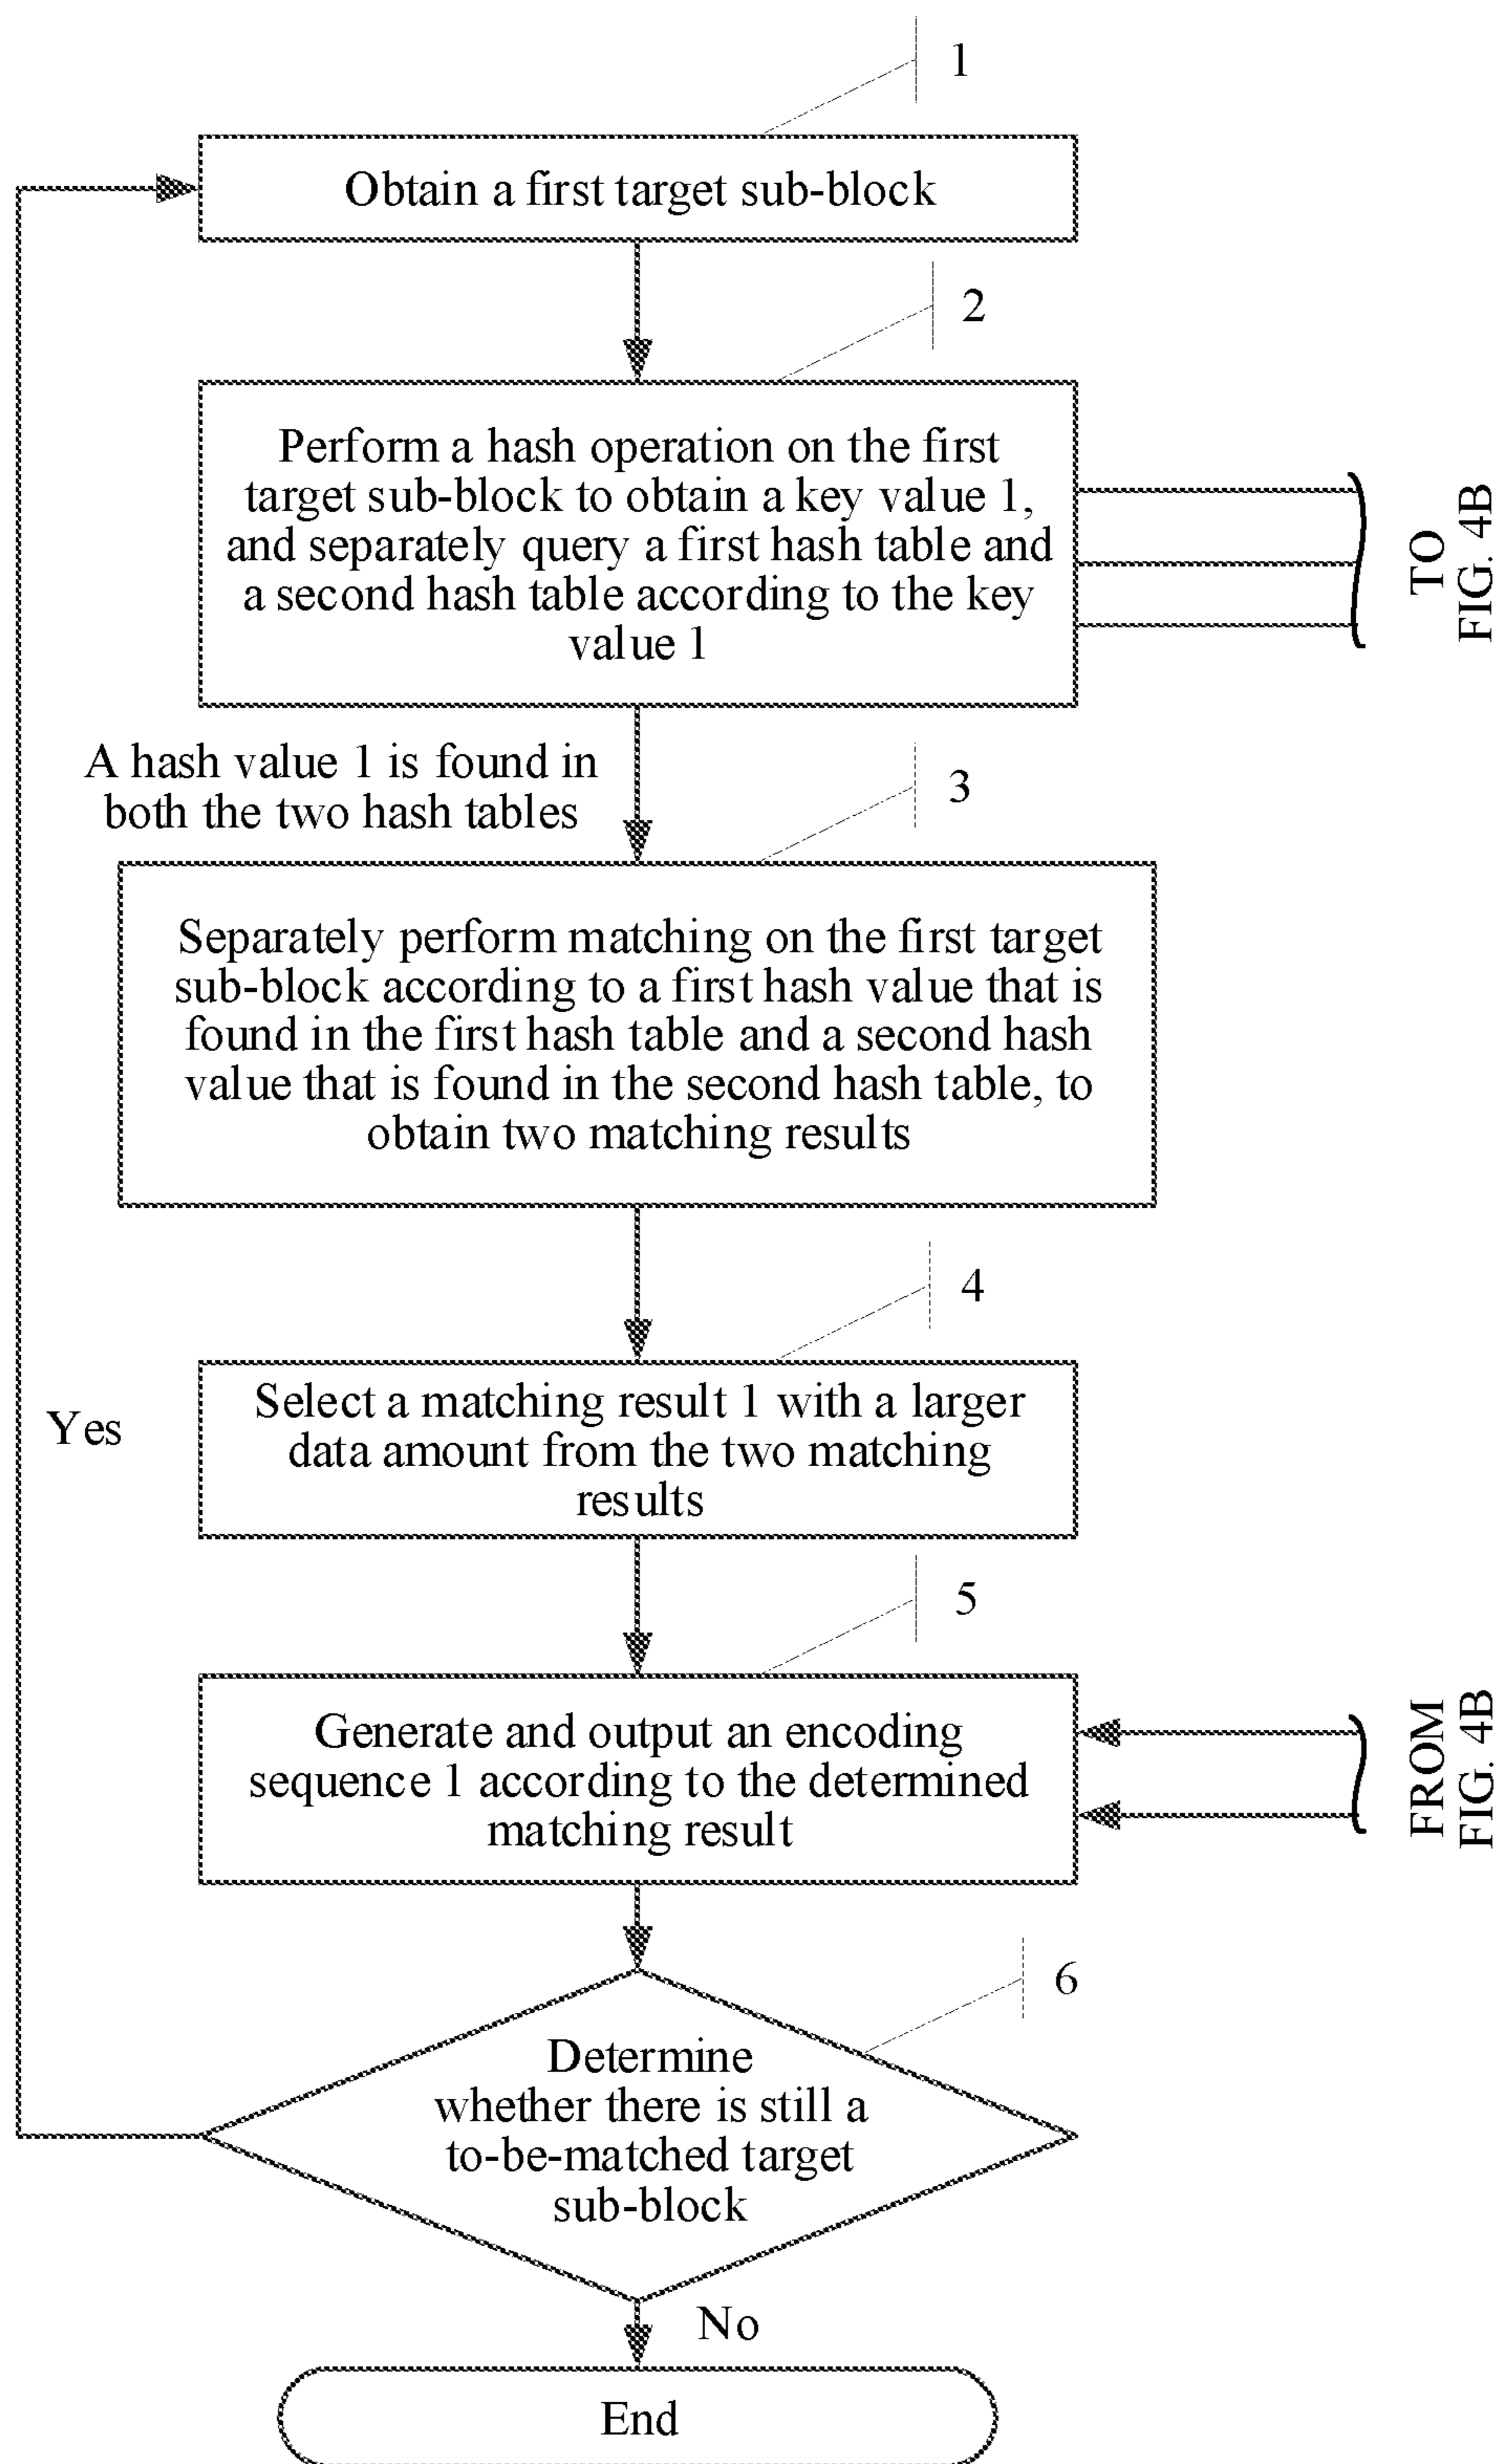 1
Obtain a first target sub-block
2
Perform a hash operation on the first
target sub-block to obtain a key value 1,
and separately query a first hash table and
a second hash table according to the key
value 1
TO
FIG. 4B
A hash value 1 is found in
both the two hash tables
3
Separately perform matching on the first target
sub-block according to a first hash value that is
found in the first hash table and a second hash
value that is found in the second hash table, to
obtain two matching results
4
Yes
Select a matching result 1 with a larger
data amount from the two matching
results
5
Generate and output an encoding
sequence 1 according to the determined
matching result
FROM
FIG. 4B
6
Determine
whether there is still a
to-be-matched target
sub-block
No
End